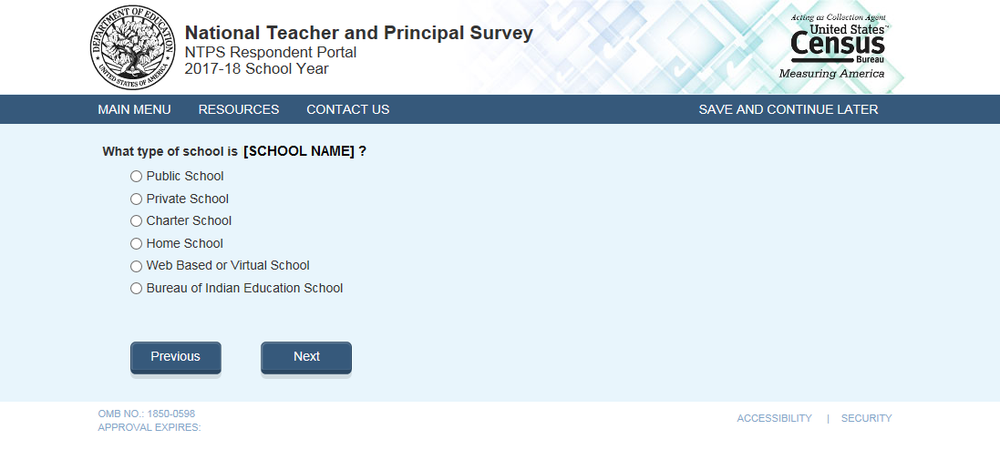 DEPARTMENT OF EDUCATION
UNITED STATES OF AMERICA
National Teacher and Principal Survey
NTPS Respondent Portal
2017-18 School Year
Acting as Collection Agent
United States™
Census
Bureau
Measuring America
MAIN MENU RESOURCES CONTACT US SAVE AND CONTINUE LATER
What type of school is [SCHOOL NAME] ?
Public School
Private School
Charter School
Home School
Web Based or Virtual School
Bureau of Indian Education School
Previous Next
OMB NO.: 1850-0598
APPROVAL EXPIRES:
ACCESSIBILITY | SECURITY